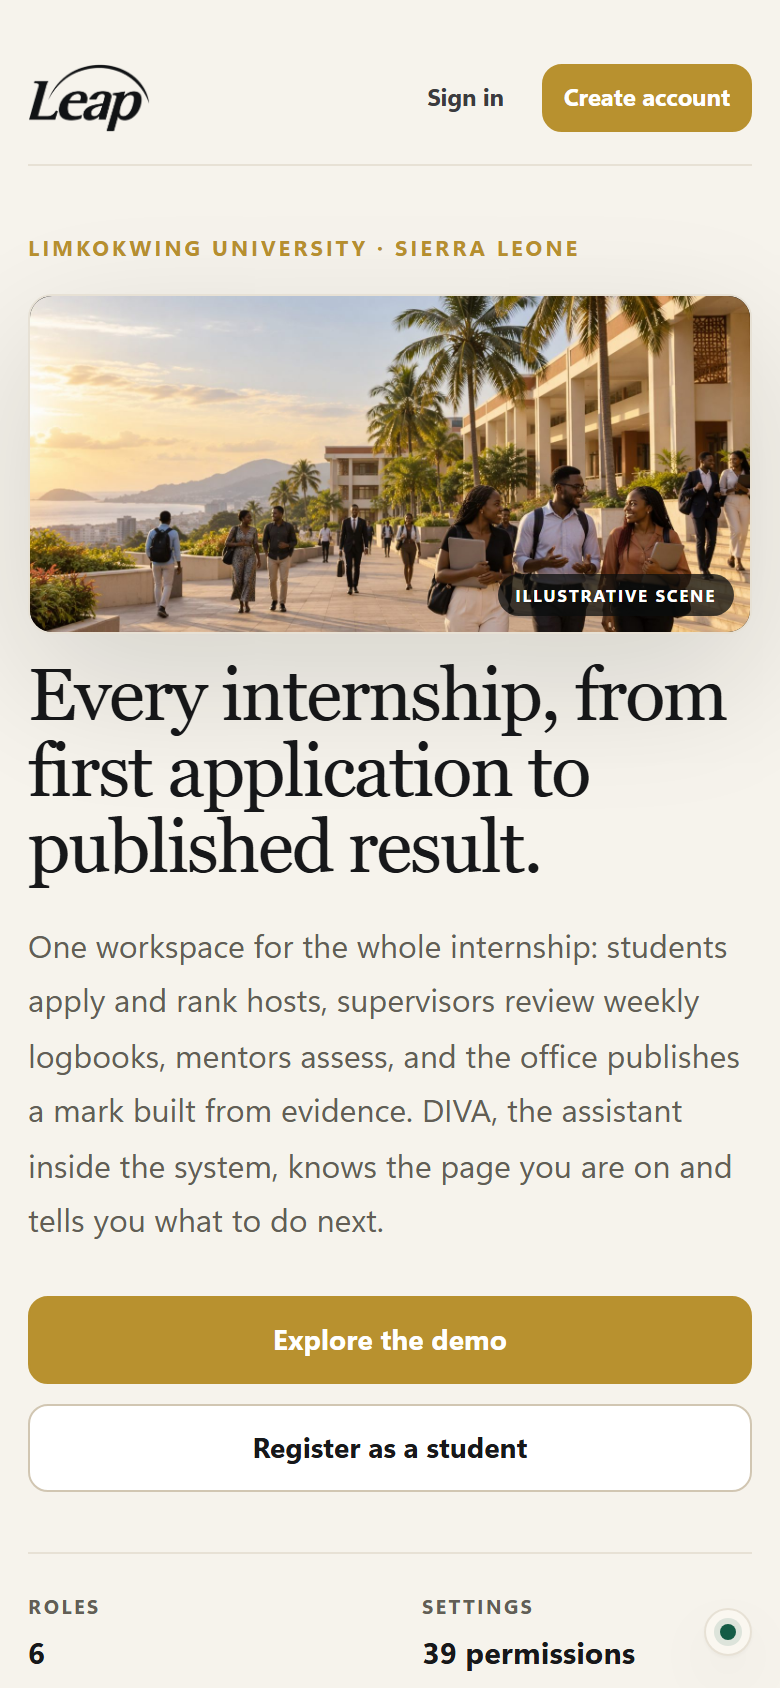 Leap
Sign in
Create account
LIMKOKWING UNIVERSITY · SIERRA LEONE
ILLUSTRATIVE SCENE
Every internship, from
first application to
published result.
One workspace for the whole internship: students
apply and rank hosts, supervisors review weekly
logbooks, mentors assess, and the office publishes
a mark built from evidence. DIVA, the assistant
inside the system, knows the page you are on and
tells you what to do next.
Explore the demo
Register as a student
ROLES
6
SETTINGS
39 permissions